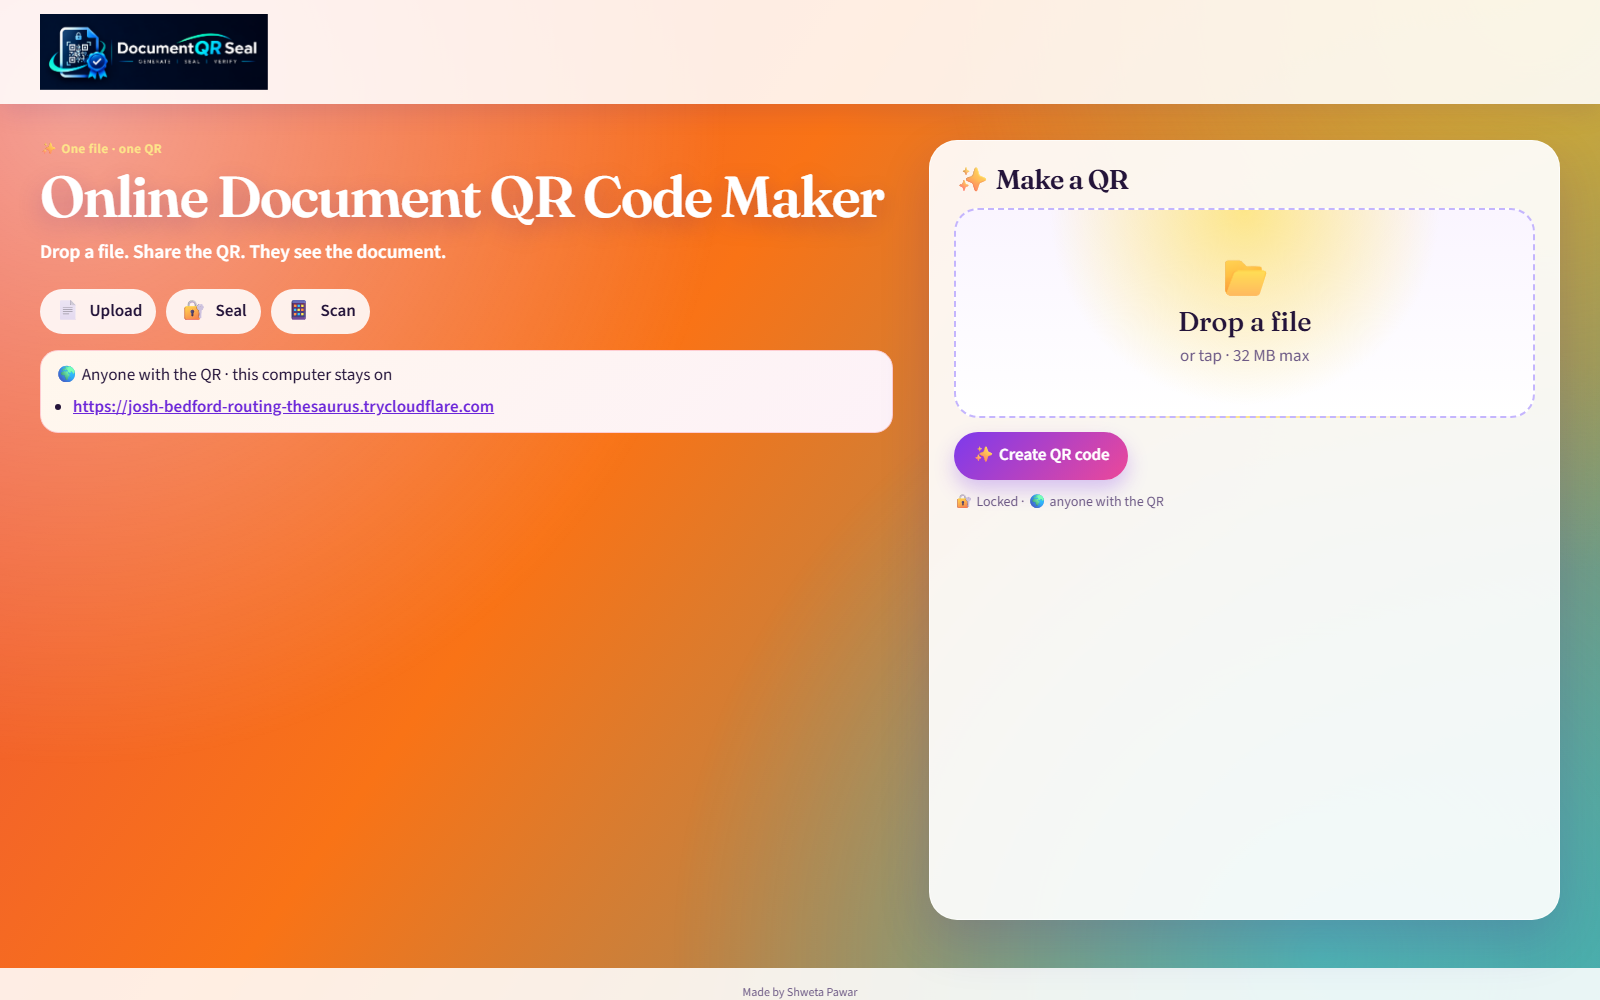 DocumentQR Seal
GENERATE | SEAL | VERIFY
✨ One file · one QR
Online Document QR Code Maker
Drop a file. Share the QR. They see the document.
Upload
Seal
Scan
Anyone with the QR · this computer stays on
• https://josh-bedford-routing-thesaurus.trycloudflare.com
✨ Make a QR
Drop a file
or tap · 32 MB max
✨ Create QR code
🔐 Locked · 🌍 anyone with the QR
Made by Shweta Pawar